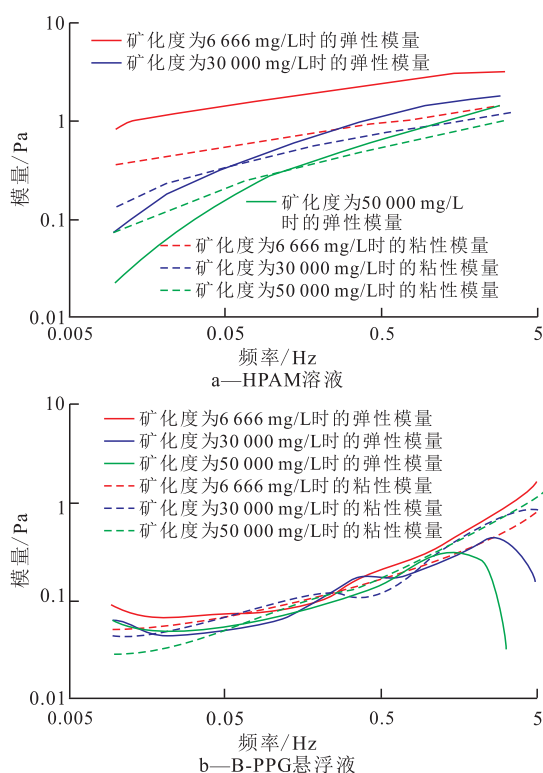 10
矿化度为6 666 mg/L时的弹性模量
矿化度为30 000 mg/L时的弹性模量
1
模量/Pa
矿化度为50 000 mg/L
时的弹性模量
0.1
矿化度为6 666 mg/L时的粘性模量
矿化度为30 000 mg/L时的粘性模量
矿化度为50 000 mg/L时的粘性模量
0.01
0.005 0.05 0.5 5
频率/Hz
a—HPAM溶液
10
矿化度为6 666 mg/L时的弹性模量
矿化度为30 000 mg/L时的弹性模量
矿化度为50 000 mg/L时的弹性模量
矿化度为6 666 mg/L时的粘性模量
1
矿化度为30 000 mg/L时的粘性模量
矿化度为50 000 mg/L时的粘性模量
模量/Pa
0.1
0.01
0.005 0.05 0.5 5
频率/Hz
b—B-PPG悬浮液